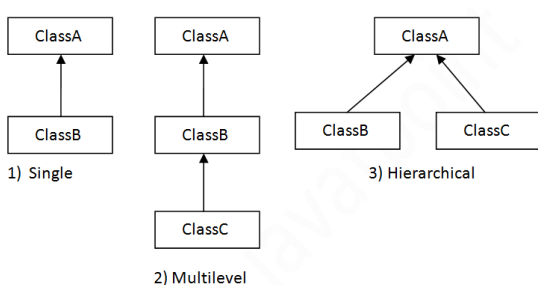 ClassA
ClassB
1) Single
ClassA
ClassB
ClassC
2) Multilevel
ClassA
ClassB
ClassC
3) Hierarchical